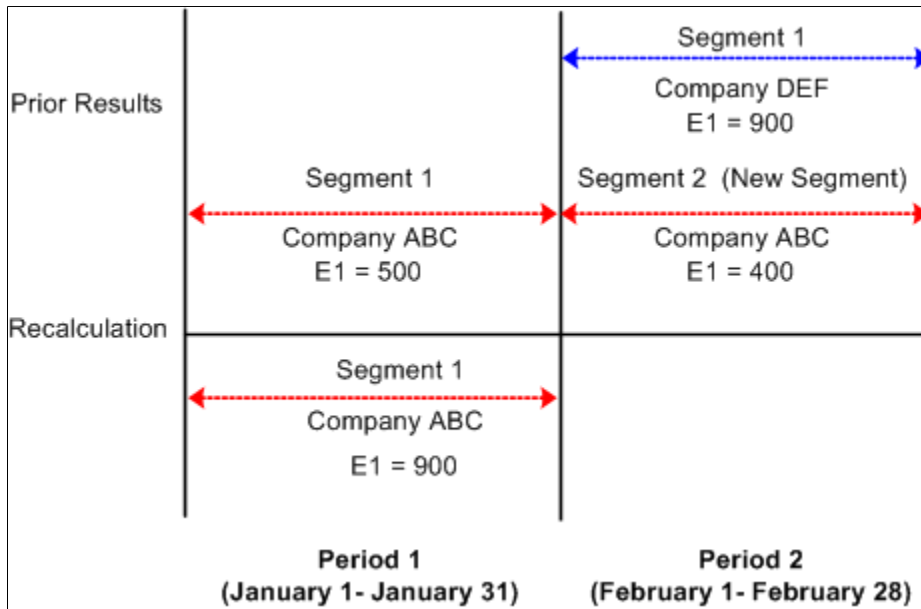 Segment 1
Prior Results
Company DEF
E1 = 900
Segment 1
Segment 2 (New Segment)
Company ABC
E1 = 500
Company ABC
E1 = 400
Recalculation
Segment 1
Company ABC
E1 = 900
Period 1
(January 1- January 31)
Period 2
(February 1- February 28)